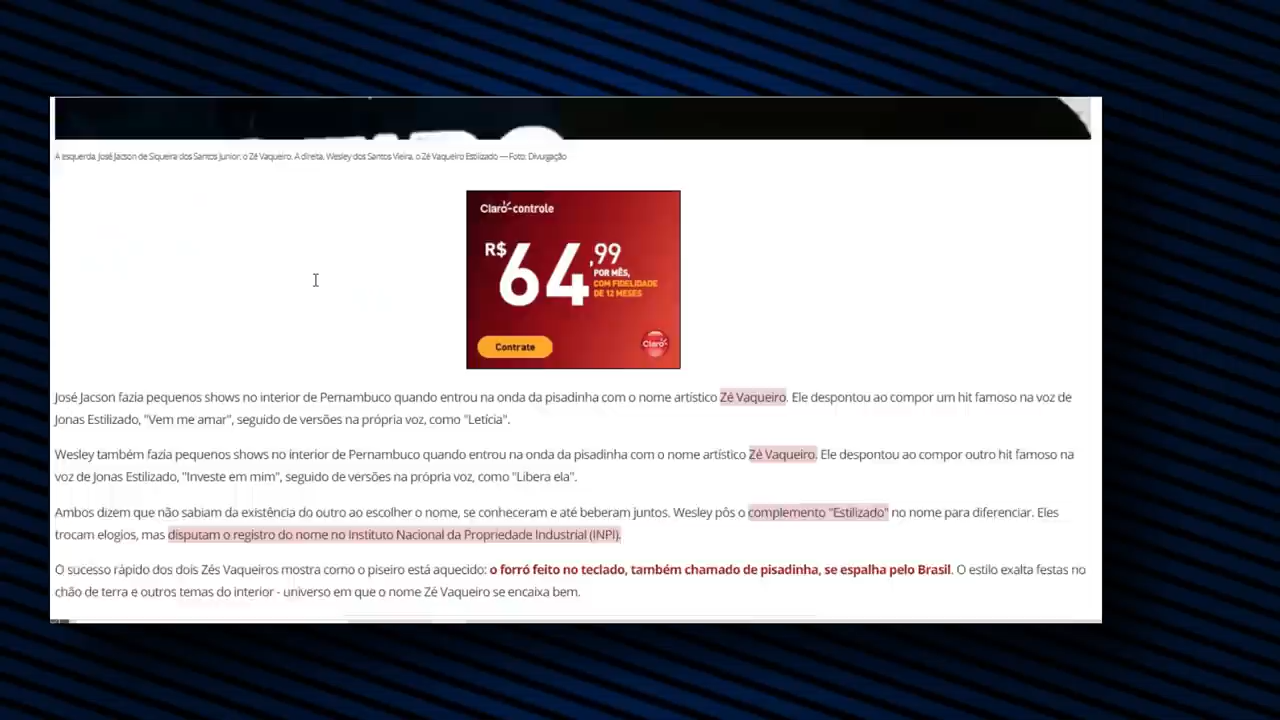 À esquerda, José Jacson de Siqueira dos Santos Junior, o Zé Vaqueiro. À direita, Wesley dos Santos Vieira, o Zé Vaqueiro Estilizado — Foto: Divulgação
Claro-controle
R$ 64,99
POR MÊS,
COM FIDELIDADE
DE 12 MESES
Contrate
Claro
José Jacson fazia pequenos shows no interior de Pernambuco quando entrou na onda da pisadinha com o nome artístico Zé Vaqueiro. Ele despontou ao compor um hit famoso na voz de
Jonas Estilizado, "Vem me amar", seguido de versões na própria voz, como "Letícia".
Wesley também fazia pequenos shows no interior de Pernambuco quando entrou na onda da pisadinha com o nome artístico Zé Vaqueiro. Ele despontou ao compor outro hit famoso na
voz de Jonas Estilizado, "Investe em mim", seguido de versões na própria voz, como "Libera ela".
Ambos dizem que não sabiam da existência do outro ao escolher o nome, se conheceram e até beberam juntos. Wesley pôs o complemento "Estilizado" no nome para diferenciar. Eles
trocam elogios, mas disputam o registro do nome no Instituto Nacional da Propriedade Industrial (INPI).
O sucesso rápido dos dois Zés Vaqueiros mostra como o piseiro está aquecido: o forró feito no teclado, também chamado de pisadinha, se espalha pelo Brasil. O estilo exalta festas no
chão de terra e outros temas do interior - universo em que o nome Zé Vaqueiro se encaixa bem.